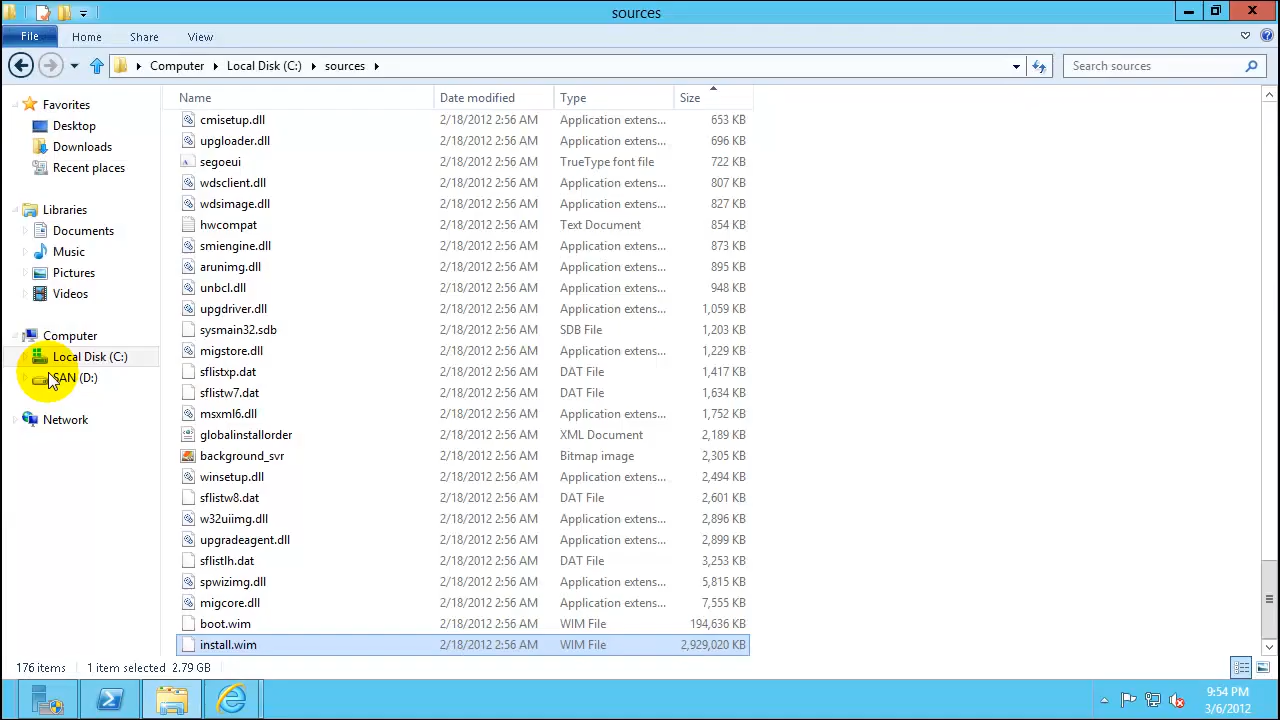 sources
File Home Share View
Computer Local Disk (C:) sources
Search sources
Favorites
Desktop
Downloads
Recent places
Libraries
Documents
Music
Pictures
Videos
Computer
Local Disk (C:)
SAN (D:)
Network
Name Date modified Type Size
cmisetup.dll 2/18/2012 2:56 AM Application extens... 653 KB
upgloader.dll 2/18/2012 2:56 AM Application extens... 696 KB
segoeui 2/18/2012 2:56 AM TrueType font file 722 KB
wdsclient.dll 2/18/2012 2:56 AM Application extens... 807 KB
wdsimage.dll 2/18/2012 2:56 AM Application extens... 827 KB
hwcompat 2/18/2012 2:56 AM Text Document 854 KB
smiengine.dll 2/18/2012 2:56 AM Application extens... 873 KB
arunimg.dll 2/18/2012 2:56 AM Application extens... 895 KB
unbcl.dll 2/18/2012 2:56 AM Application extens... 948 KB
upgdriver.dll 2/18/2012 2:56 AM Application extens... 1,059 KB
sysmain32.sdb 2/18/2012 2:56 AM SDB File 1,203 KB
migstore.dll 2/18/2012 2:56 AM Application extens... 1,229 KB
sflistxp.dat 2/18/2012 2:56 AM DAT File 1,417 KB
sflistw7.dat 2/18/2012 2:56 AM DAT File 1,634 KB
msxml6.dll 2/18/2012 2:56 AM Application extens... 1,752 KB
globalinstallorder 2/18/2012 2:56 AM XML Document 2,189 KB
background_svr 2/18/2012 2:56 AM Bitmap image 2,305 KB
winsetup.dll 2/18/2012 2:56 AM Application extens... 2,494 KB
sflistw8.dat 2/18/2012 2:56 AM DAT File 2,601 KB
w32uiimg.dll 2/18/2012 2:56 AM Application extens... 2,896 KB
upgradeagent.dll 2/18/2012 2:56 AM Application extens... 2,899 KB
sflistlh.dat 2/18/2012 2:56 AM DAT File 3,253 KB
spwizimg.dll 2/18/2012 2:56 AM Application extens... 5,815 KB
migcore.dll 2/18/2012 2:56 AM Application extens... 7,555 KB
boot.wim 2/18/2012 2:56 AM WIM File 194,636 KB
install.wim 2/18/2012 2:56 AM WIM File 2,929,020 KB
176 items 1 item selected 2.79 GB
9:54 PM
3/6/2012